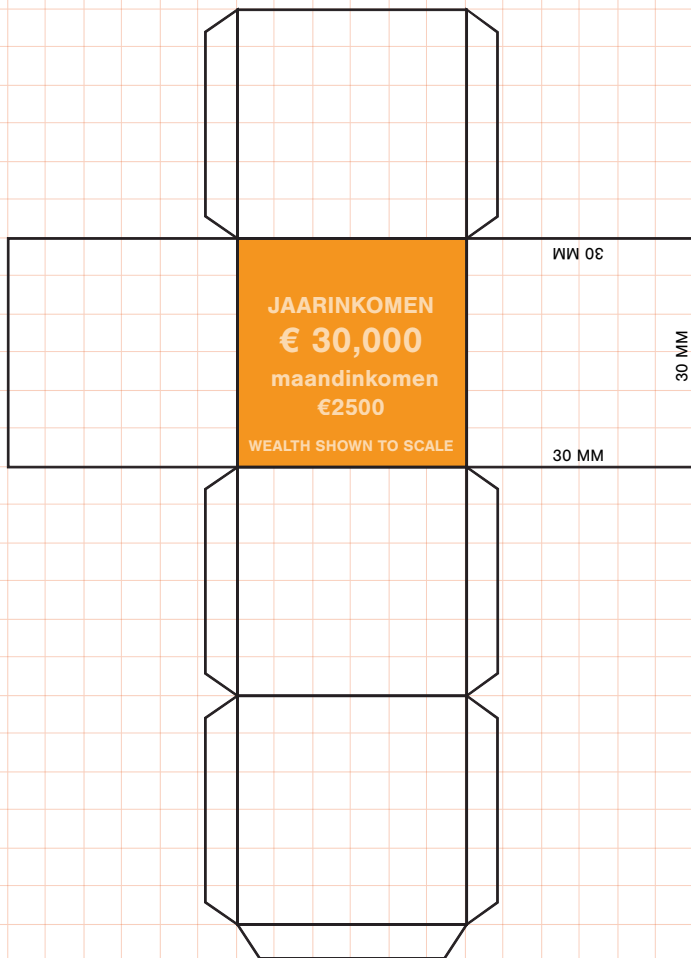 30 MM
JAARINKOMEN
€ 30,000
maandinkomen
€2500
WEALTH SHOWN TO SCALE
30 MM
30 MM